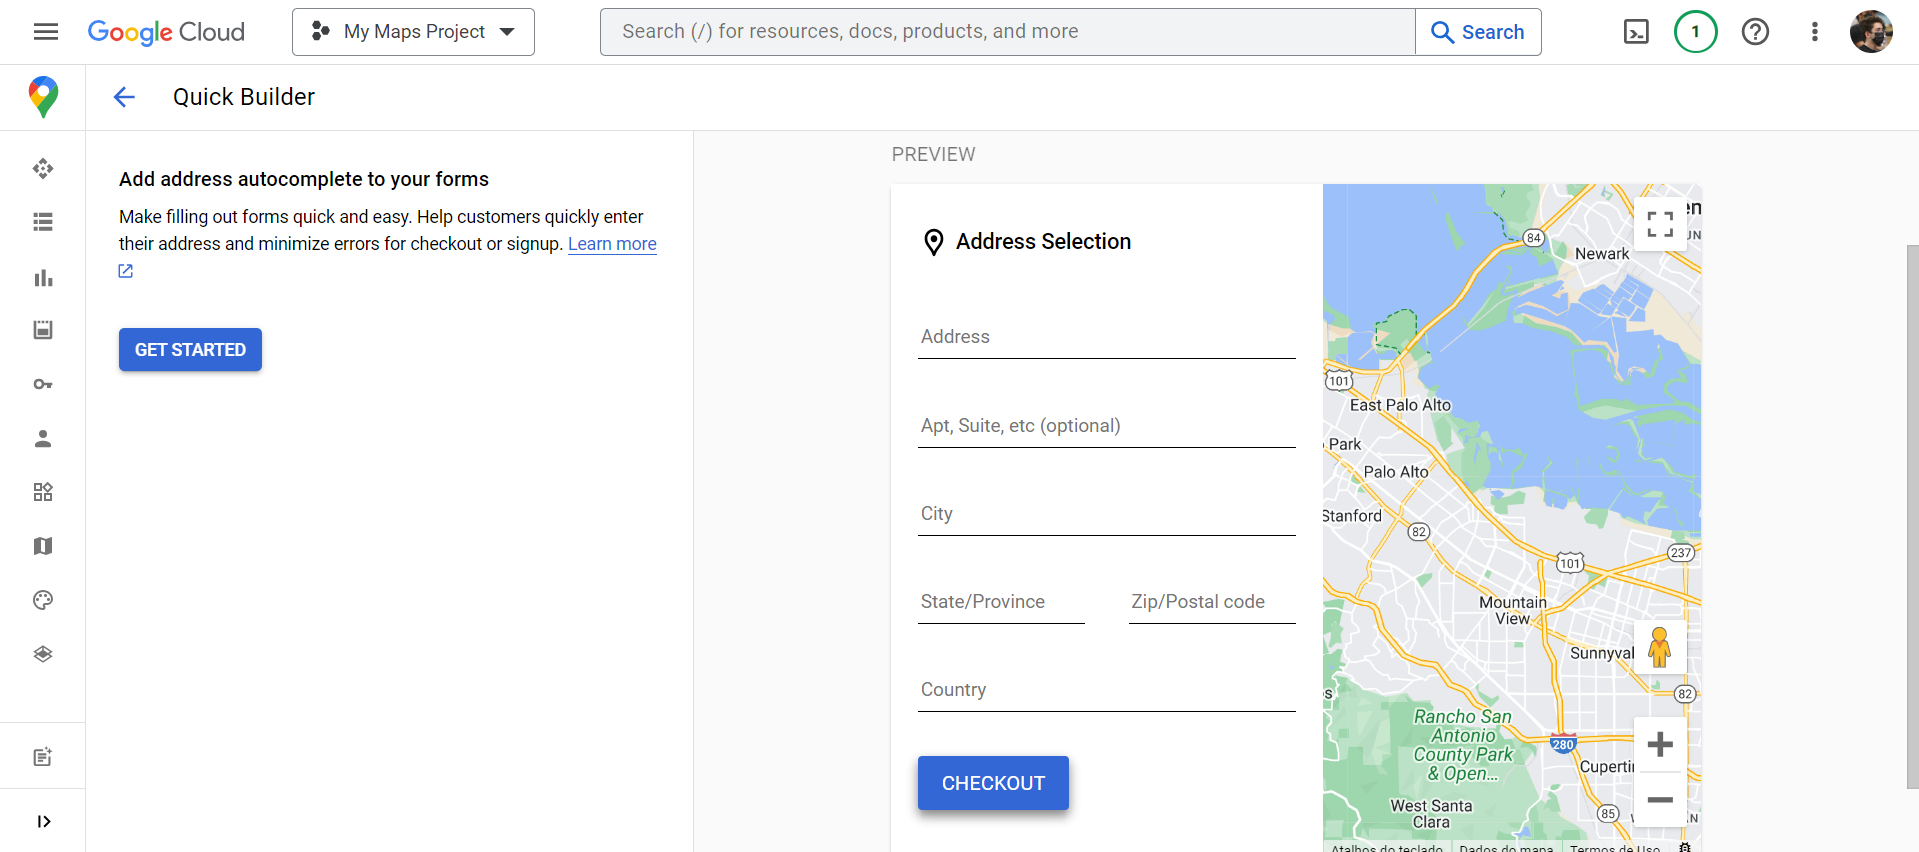 Google Cloud
My Maps Project
Search (/) for resources, docs, products, and more
Search
1
Quick Builder
Add address autocomplete to your forms
Make filling out forms quick and easy. Help customers quickly enter
their address and minimize errors for checkout or signup. Learn more
GET STARTED
PREVIEW
Address Selection
Address
Apt, Suite, etc (optional)
City
State/Province
Zip/Postal code
Country
CHECKOUT
84
Newark
101
East Palo Alto
Park
Palo Alto
Stanford
82
237
101
Mountain
View
Sunnyval
82
Rancho San
Antonio
County Park
& Open...
280
Cupertin
West Santa
Clara
85
Atalhos do teclado
Dados do mapa
Termos de Uso